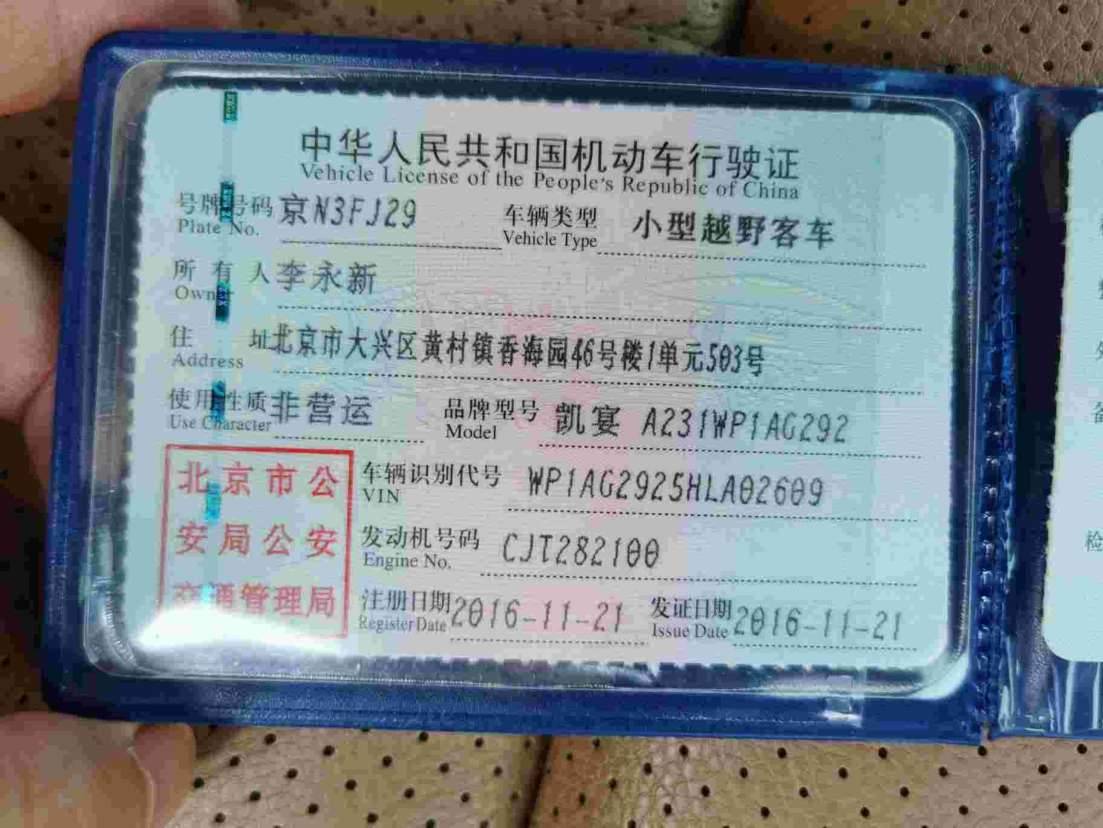 中华人民共和国机动车行驶证
Vehicle License of the People's Republic of China
号牌号码 京N3FJ29 车辆类型 小型越野客车
Plate No. Vehicle Type
所有人 李永新
Owner
住址 北京市大兴区黄村镇香海园46号楼1单元503号
Address
使用性质 非营运 品牌型号 凯宴 A231WP1AG292
Use Character Model
北京市公
安局公安
交通管理局
车辆识别代号 WP1AG2925HLA02609
VIN
发动机号码 CJT282100
Engine No.
注册日期 2016-11-21 发证日期 2016-11-21
Register Date Issue Date
检